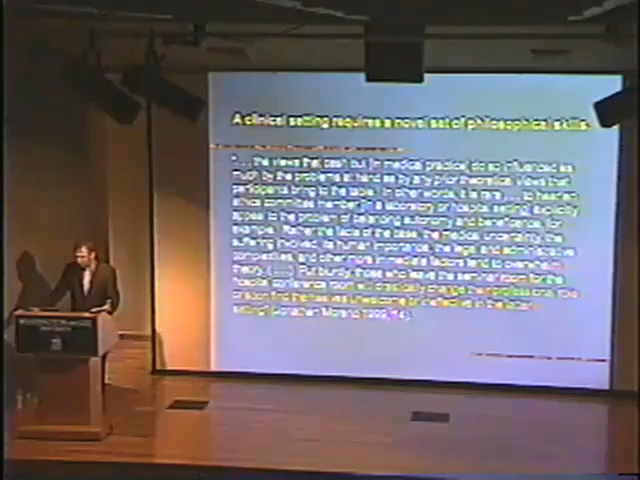 A clinical setting requires a novel set of philosophical skills.
"... the views that cash out in medical practice do so influenced as
much by the problems at hand as by any prior theoretical views that
participants bring to the table. In other words, it is rare ... to hear an
ethics committee member in a laboratory or hospital setting explicitly
appeal to the problem of balancing autonomy and beneficence, for
example. Rather the facts of the case, the medical uncertainty, the
suffering involved, its human importance, the legal and administrative
complexities, and other more immediate factors tend to overwhelm
theory. (...) Put bluntly, those who leave the seminar room for the
hospital conference room will drastically change their professional role
or soon find themselves unwelcome or ineffective in the
setting" (Jonathan Moreno 1999, 14).